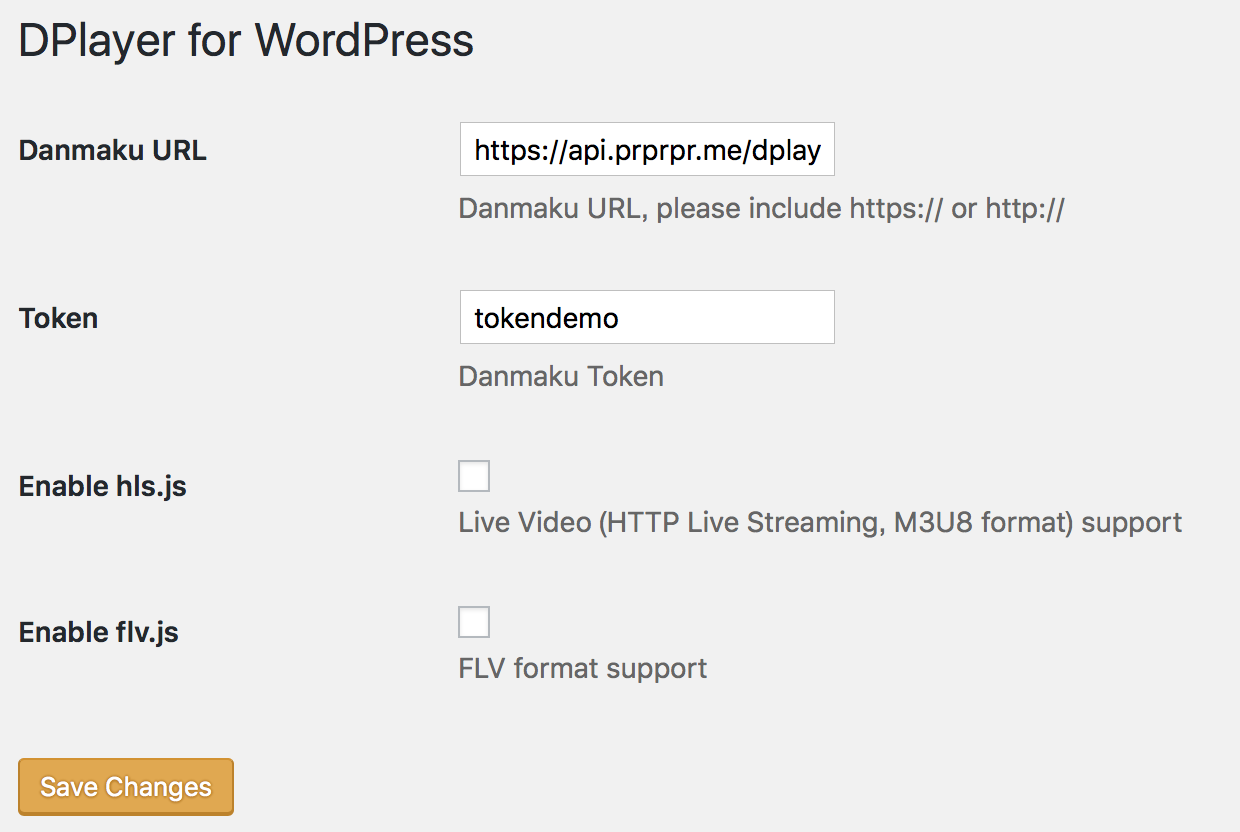 DPlayer for WordPress
Danmaku URL
https://api.prprpr.me/dplay
Danmaku URL, please include https:// or http://
Token
tokendemo
Danmaku Token
Enable hls.js
Live Video (HTTP Live Streaming, M3U8 format) support
Enable flv.js
FLV format support
Save Changes